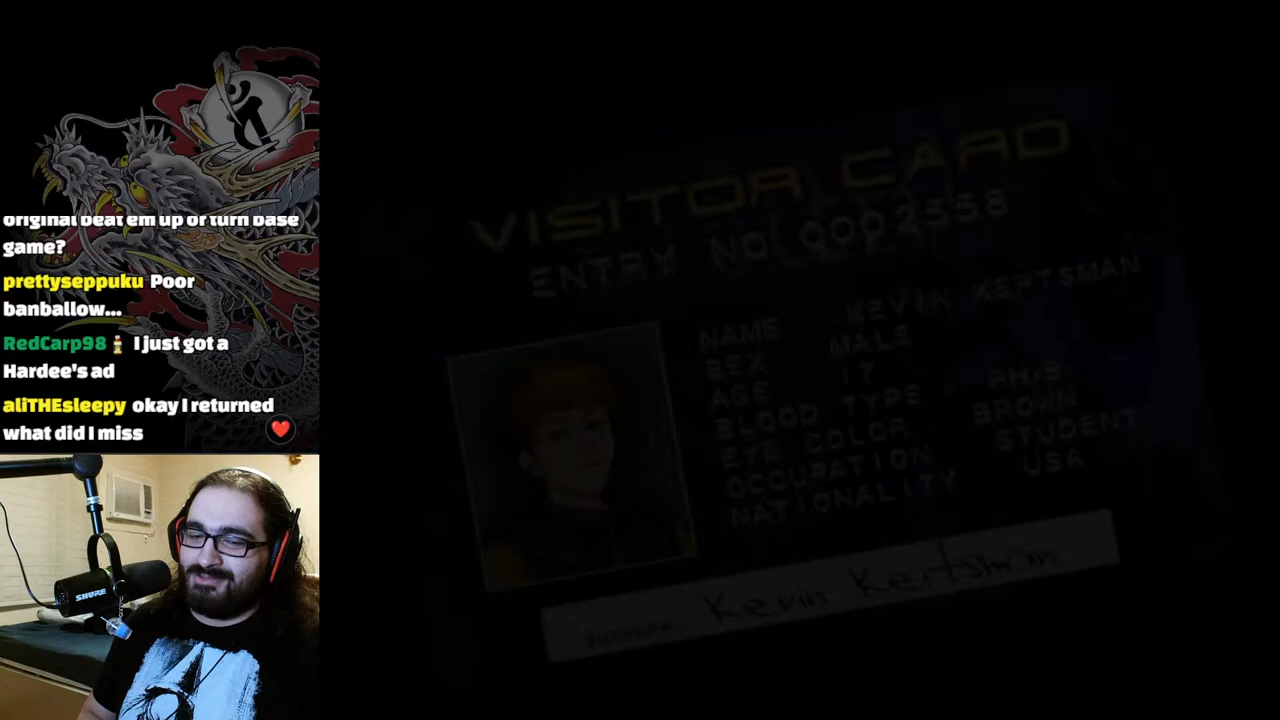 original beat em up or turn base
game?
prettyseppuku Poor
banballow...
RedCarp98 I just got a
Hardee's ad
aliTHEsleepy okay I returned
what did I miss
SHURE
VISITOR CARD
ENTRY NO 0002558
NAME KEVIN KERTSMAN
SEX MALE
AGE 17
BLOOD TYPE RH.B
EYE COLOR BROWN
OCCUPATION STUDENT
NATIONALITY USA
Kevin Kertsman